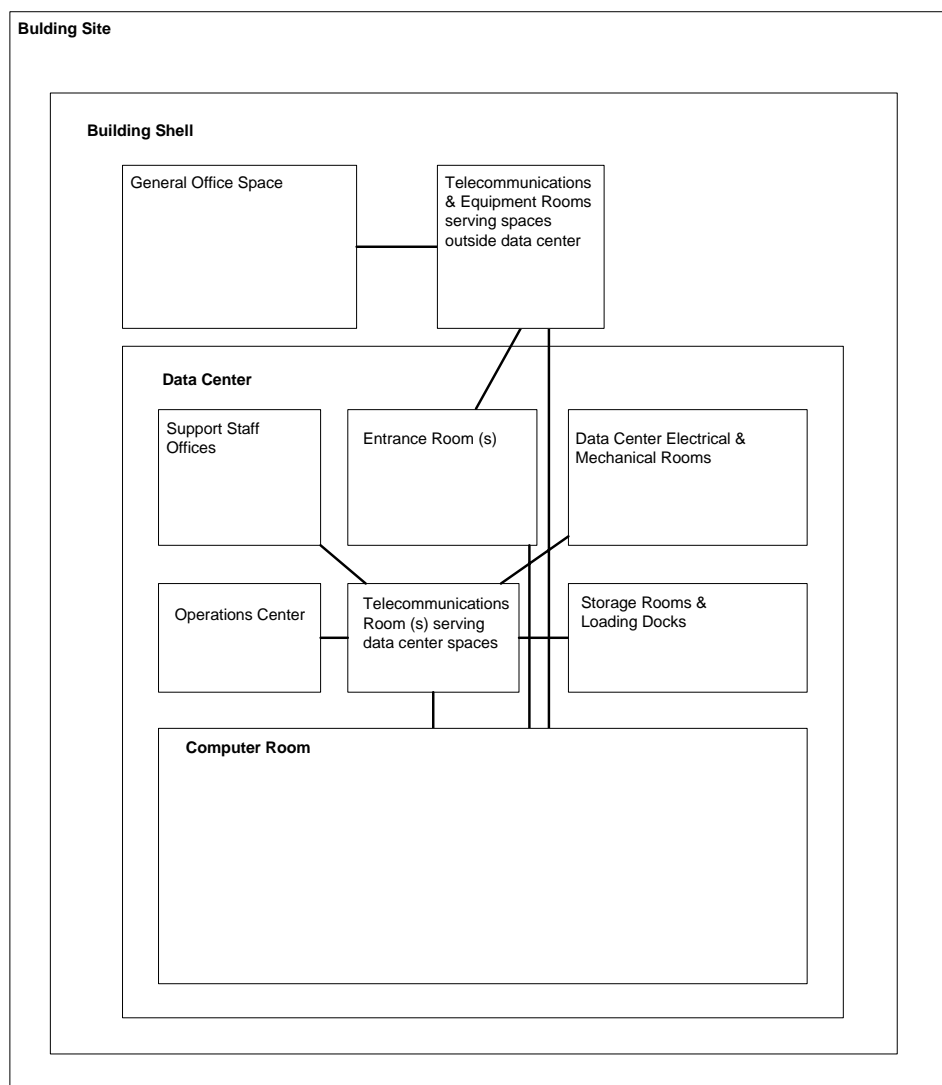 Bulding Site
Building Shell
General Office Space
Telecommunications
& Equipment Rooms
serving spaces
outside data center
Data Center
Support Staff
Offices
Entrance Room (s)
Data Center Electrical &
Mechanical Rooms
Operations Center
Telecommunications
Room (s) serving
data center spaces
Storage Rooms &
Loading Docks
Computer Room